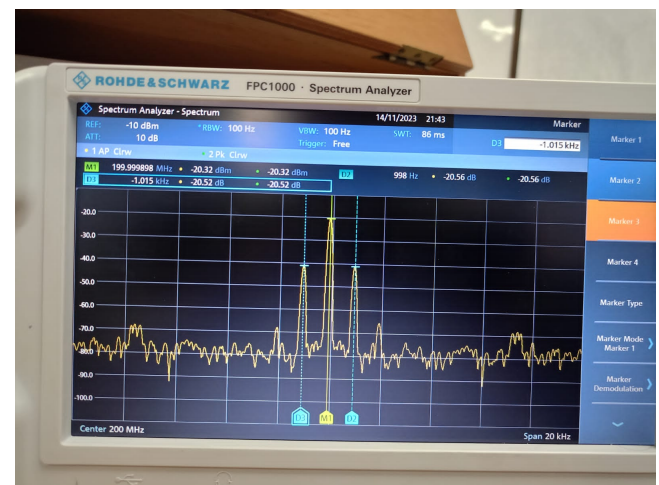 ROHDE&SCHWARZ FPC1000 · Spectrum Analyzer
Spectrum Analyzer - Spectrum 14/11/2023 21:43 Marker
REF: -10 dBm *RBW: 100 Hz VBW: 100 Hz SWT: 86 ms
ATT: 10 dB Trigger: Free D3 -1.015 kHz
1 AP Clrw 2 Pk Clrw
M1 199.999898 MHz -20.32 dBm -20.32 dBm D2 998 Hz -20.56 dB -20.56 dB
D3 -1.015 kHz -20.52 dB -20.52 dB
-20.0
-30.0
-40.0
-50.0
-60.0
-70.0
-80.0
-90.0
-100.0
D3 M1 D2
Center 200 MHz Span 20 kHz
Marker 1
Marker 2
Marker 3
Marker 4
Marker Type
Marker Mode
Marker 1
Marker
Demodulation